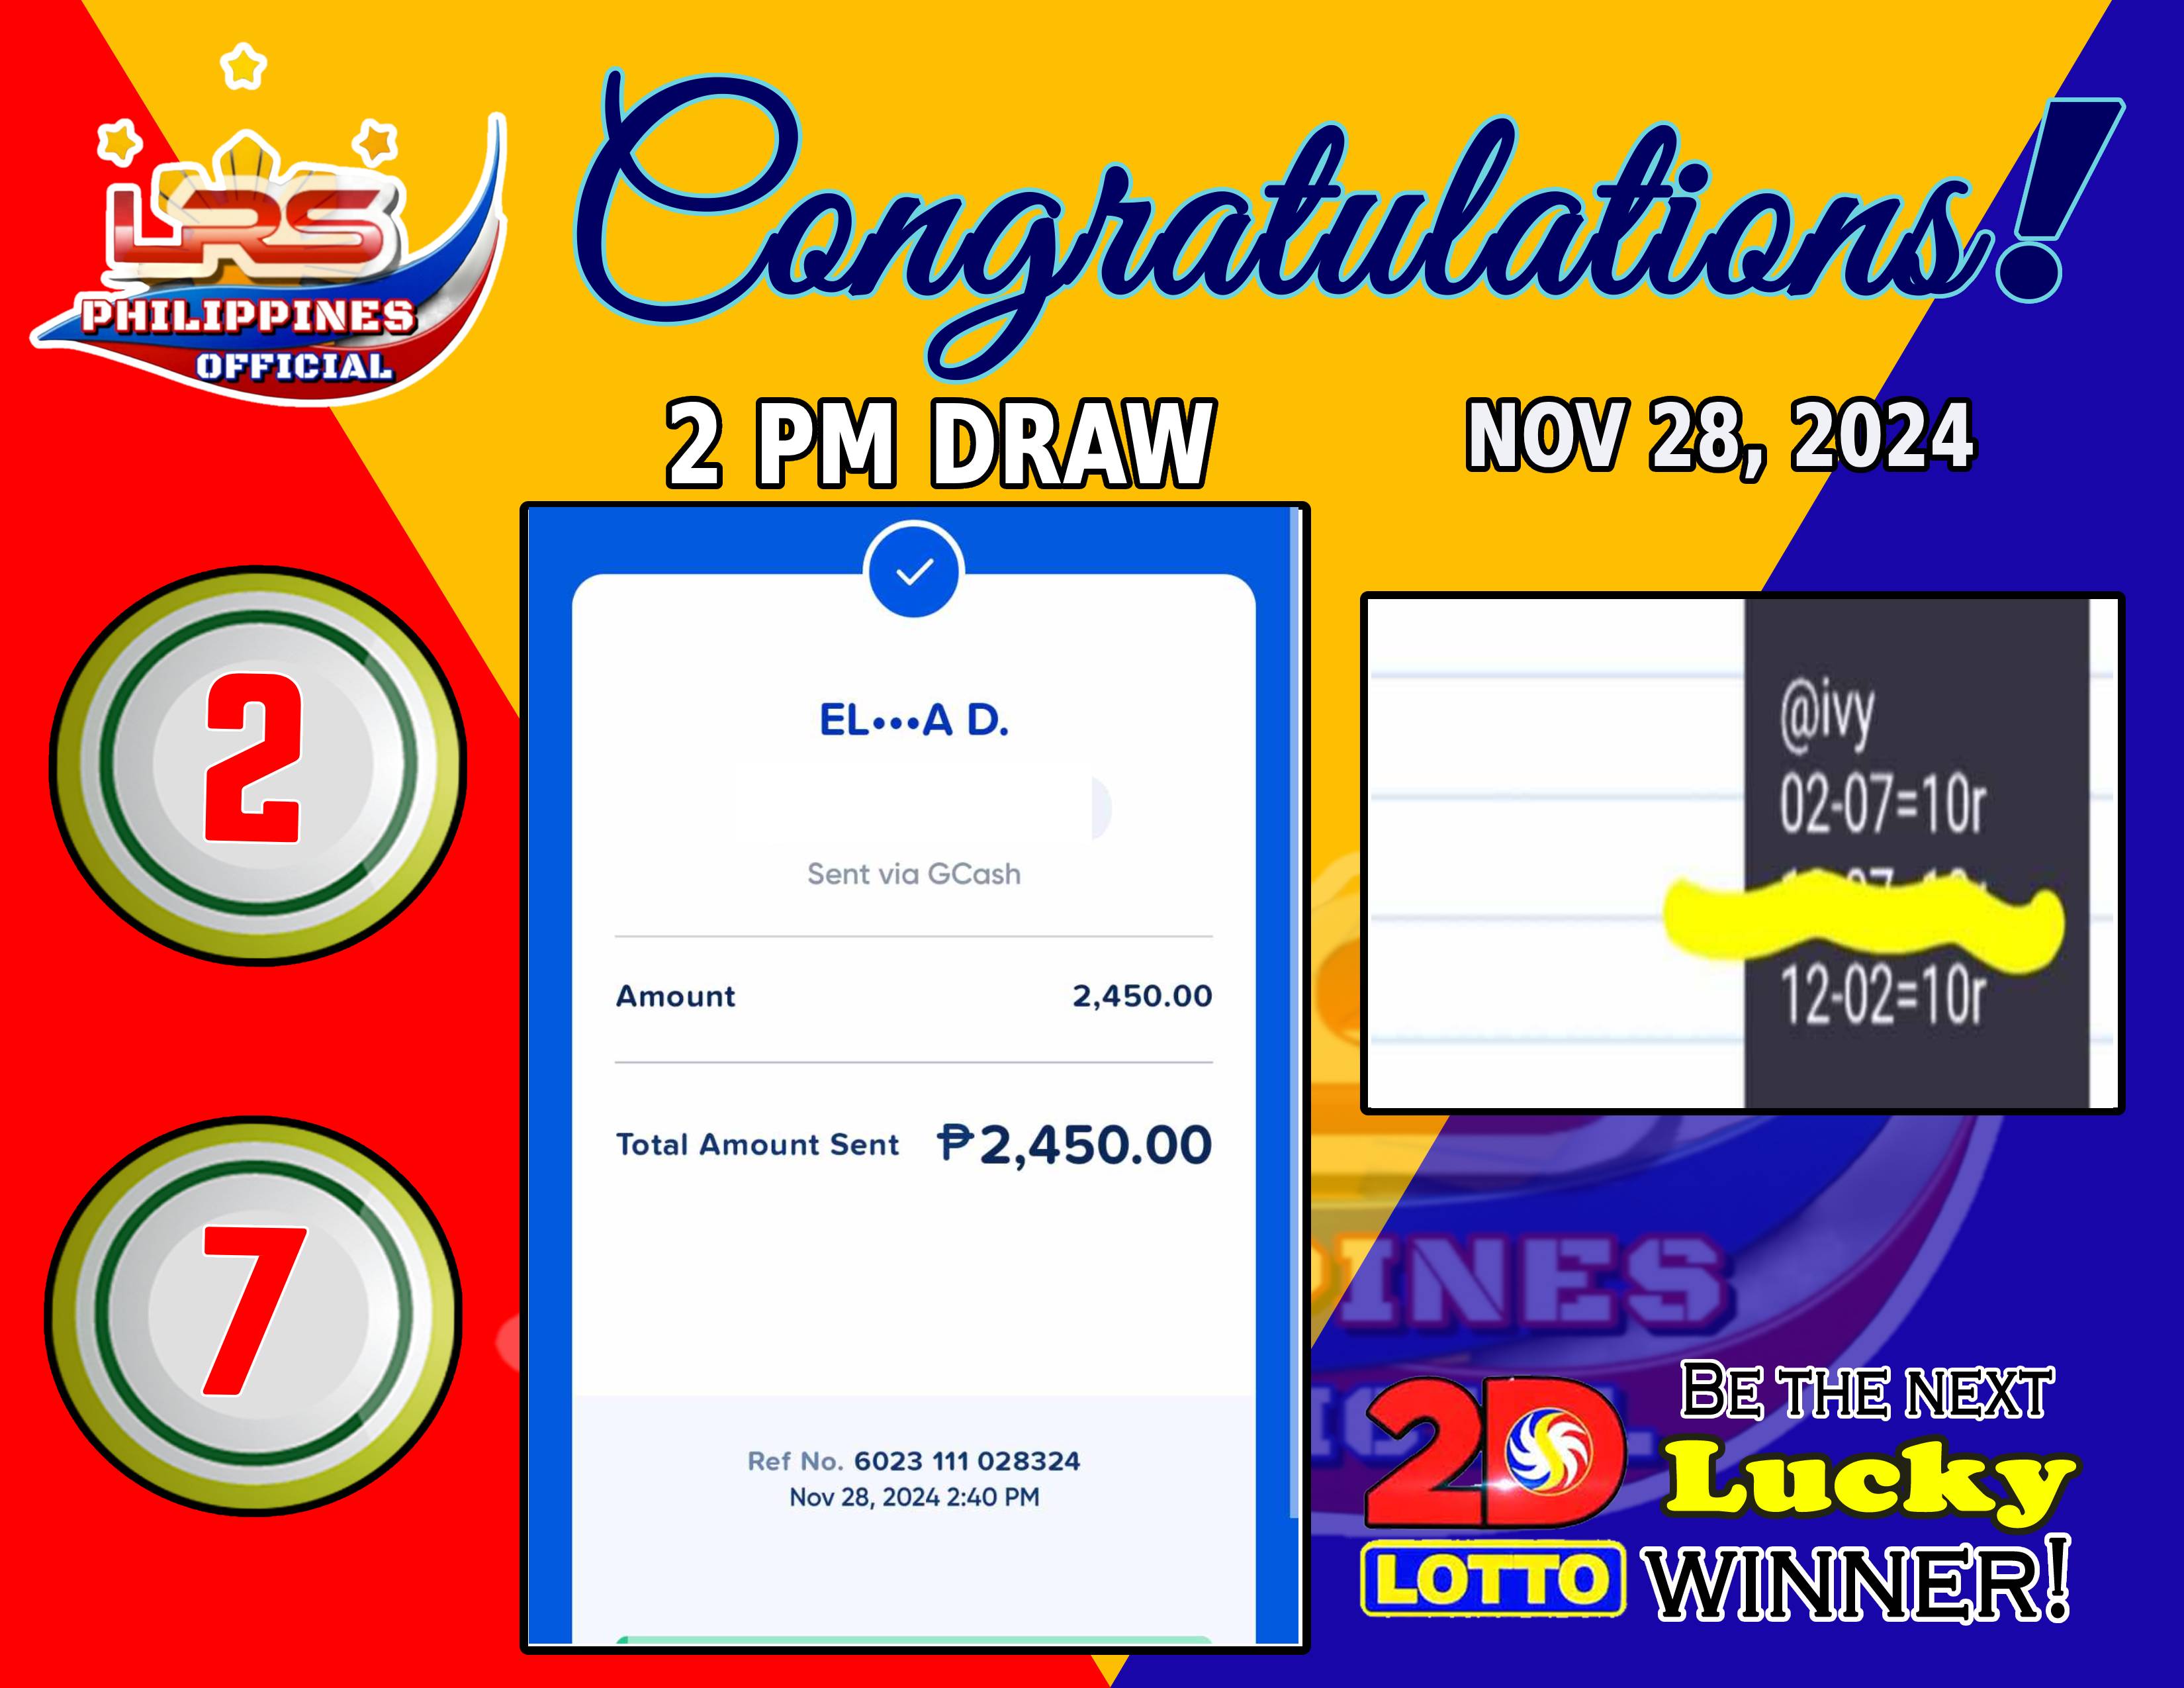 LRS
PHILIPPINES
OFFICIAL
Congratulations!
2 PM DRAW
NOV 28, 2024
2
7
EL•••A D.
Sent via GCash
Amount 2,450.00
Total Amount Sent ₱2,450.00
Ref No. 6023 111 028324
Nov 28, 2024 2:40 PM
@ivy
02-07=10r
12-02=10r
PINES
2D
LOTTO
BE THE NEXT
Lucky
WINNER!